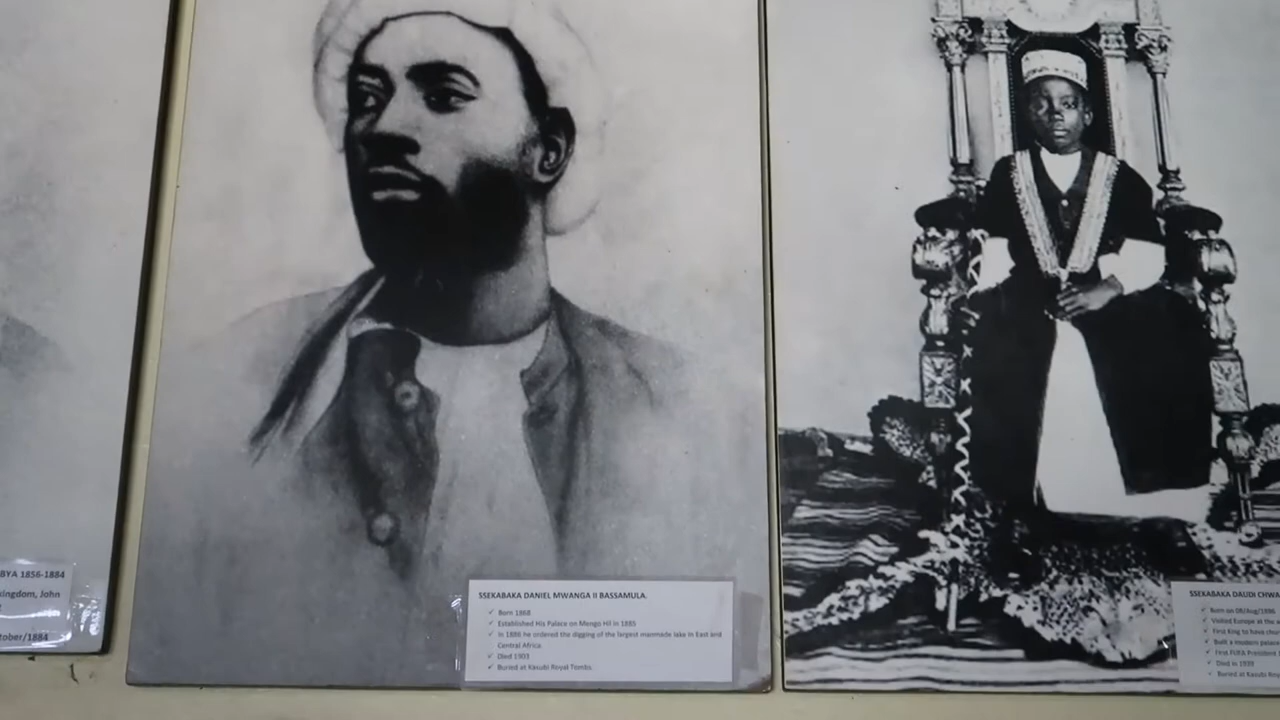 BYA 1856-1884
kingdom, John
tober/1884
SSEKABAKA DANIEL MWANGA II BASSAMULA.
✓ Born 1868
✓ Established His Palace on Mengo Hil in 1885
✓ In 1886 he ordered the digging of the largest manmade lake in East and
Central Africa.
✓ Died 1903
✓ Buried at Kasubi Royal Tombs.
SSEKABAKA DAUDI CHWA
✓ Born on 08/Aug/1896
✓ Visited Europe at the
✓ First King to have
✓ Built a modern palace
✓ First FUFA President
✓ Died in 1939
✓ Buried at Kasubi